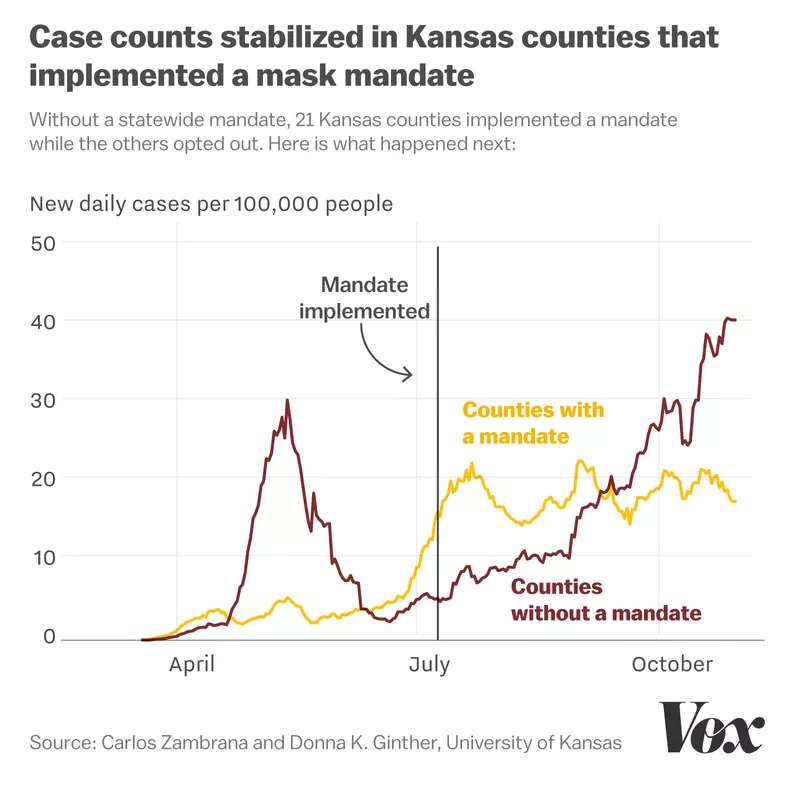 Case counts stabilized in Kansas counties that
implemented a mask mandate
Without a statewide mandate, 21 Kansas counties implemented a mandate
while the others opted out. Here is what happened next:
New daily cases per 100,000 people
50
40
30
20
10
0
Mandate
implemented
Counties with
a mandate
Counties
without a mandate
April
July
October
Source: Carlos Zambrana and Donna K. Ginther, University of Kansas
Vox